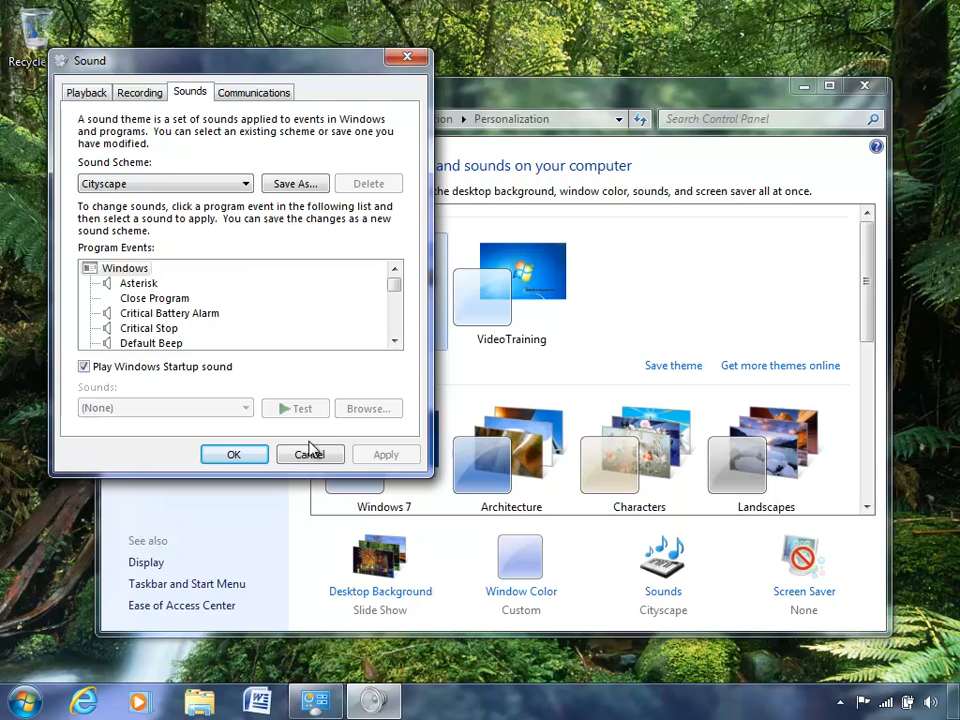 Recycle
Sound
Playback
Recording
Sounds
Communications
A sound theme is a set of sounds applied to events in Windows
and programs. You can select an existing scheme or save one you
have modified.
Sound Scheme:
Cityscape
Save As...
Delete
To change sounds, click a program event in the following list and
then select a sound to apply. You can save the changes as a new
sound scheme.
Program Events:
Windows
Asterisk
Close Program
Critical Battery Alarm
Critical Stop
Default Beep
Play Windows Startup sound
Sounds:
(None)
Test
Browse...
OK
Cancel
Apply
Personalization
Search Control Panel
and sounds on your computer
the desktop background, window color, sounds, and screen saver all at once.
VideoTraining
Save theme
Get more themes online
Windows 7
Architecture
Characters
Landscapes
See also
Display
Taskbar and Start Menu
Ease of Access Center
Desktop Background
Slide Show
Window Color
Custom
Sounds
Cityscape
Screen Saver
None